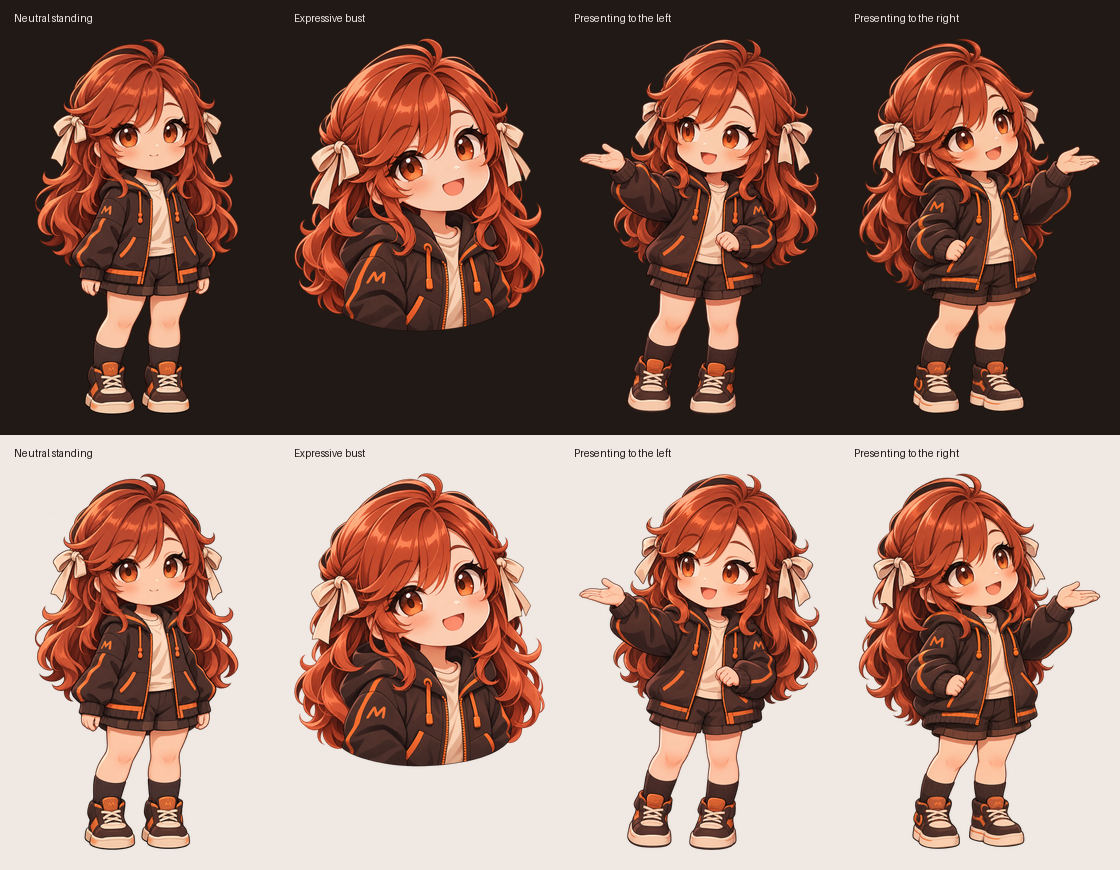 Neutral standing
Expressive bust
Presenting to the left
Presenting to the right
M
M
M
M
Neutral standing
Expressive bust
Presenting to the left
Presenting to the right
M
M
M
M